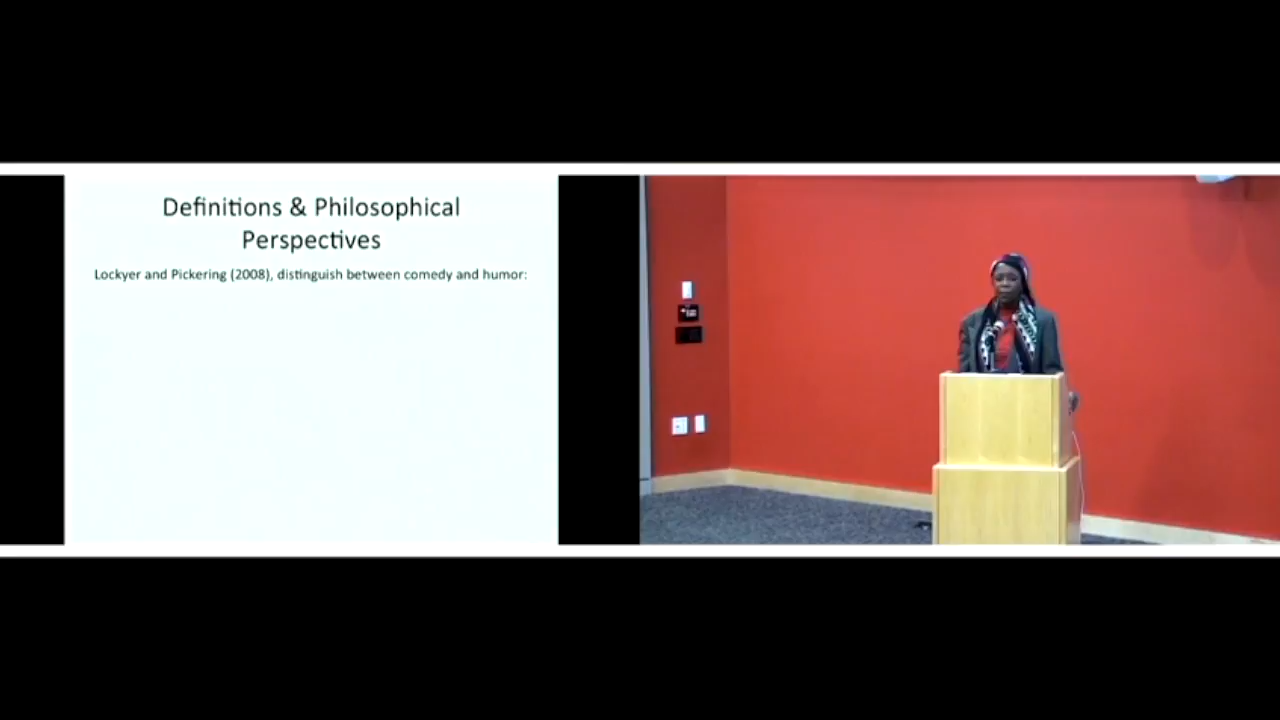 Definitions & Philosophical
Perspectives
Lockyer and Pickering (2008), distinguish between comedy and humor: